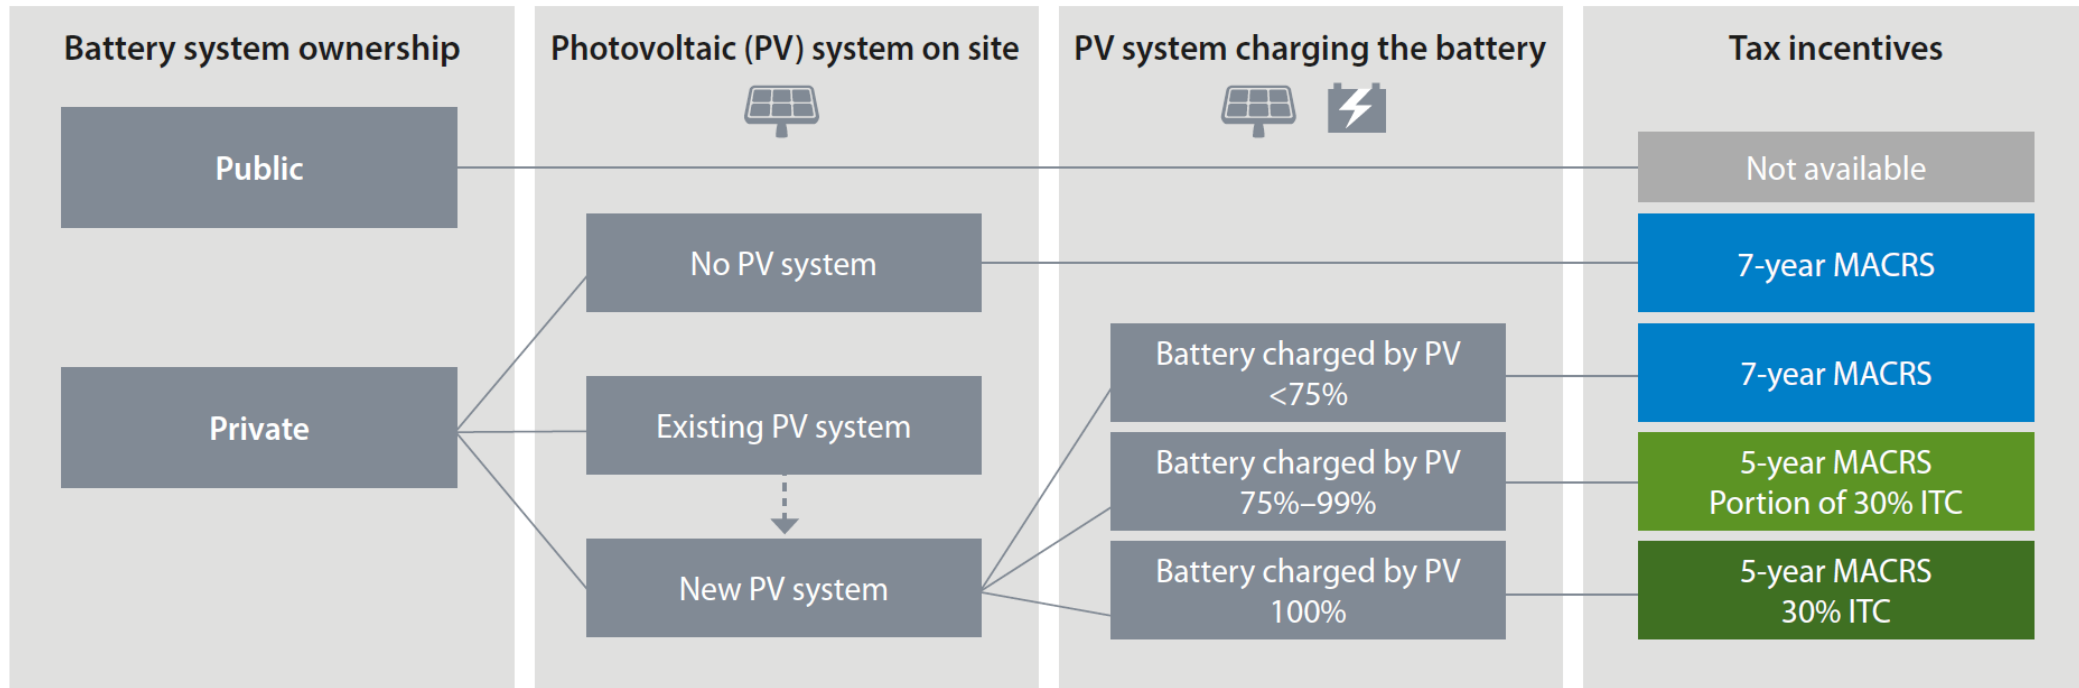 Battery system ownership
Public
Private
Photovoltaic (PV) system on site
No PV system
Existing PV system
New PV system
PV system charging the battery
Battery charged by PV
<75%
Battery charged by PV
75%–99%
Battery charged by PV
100%
Tax incentives
Not available
7-year MACRS
7-year MACRS
5-year MACRS
Portion of 30% ITC
5-year MACRS
30% ITC